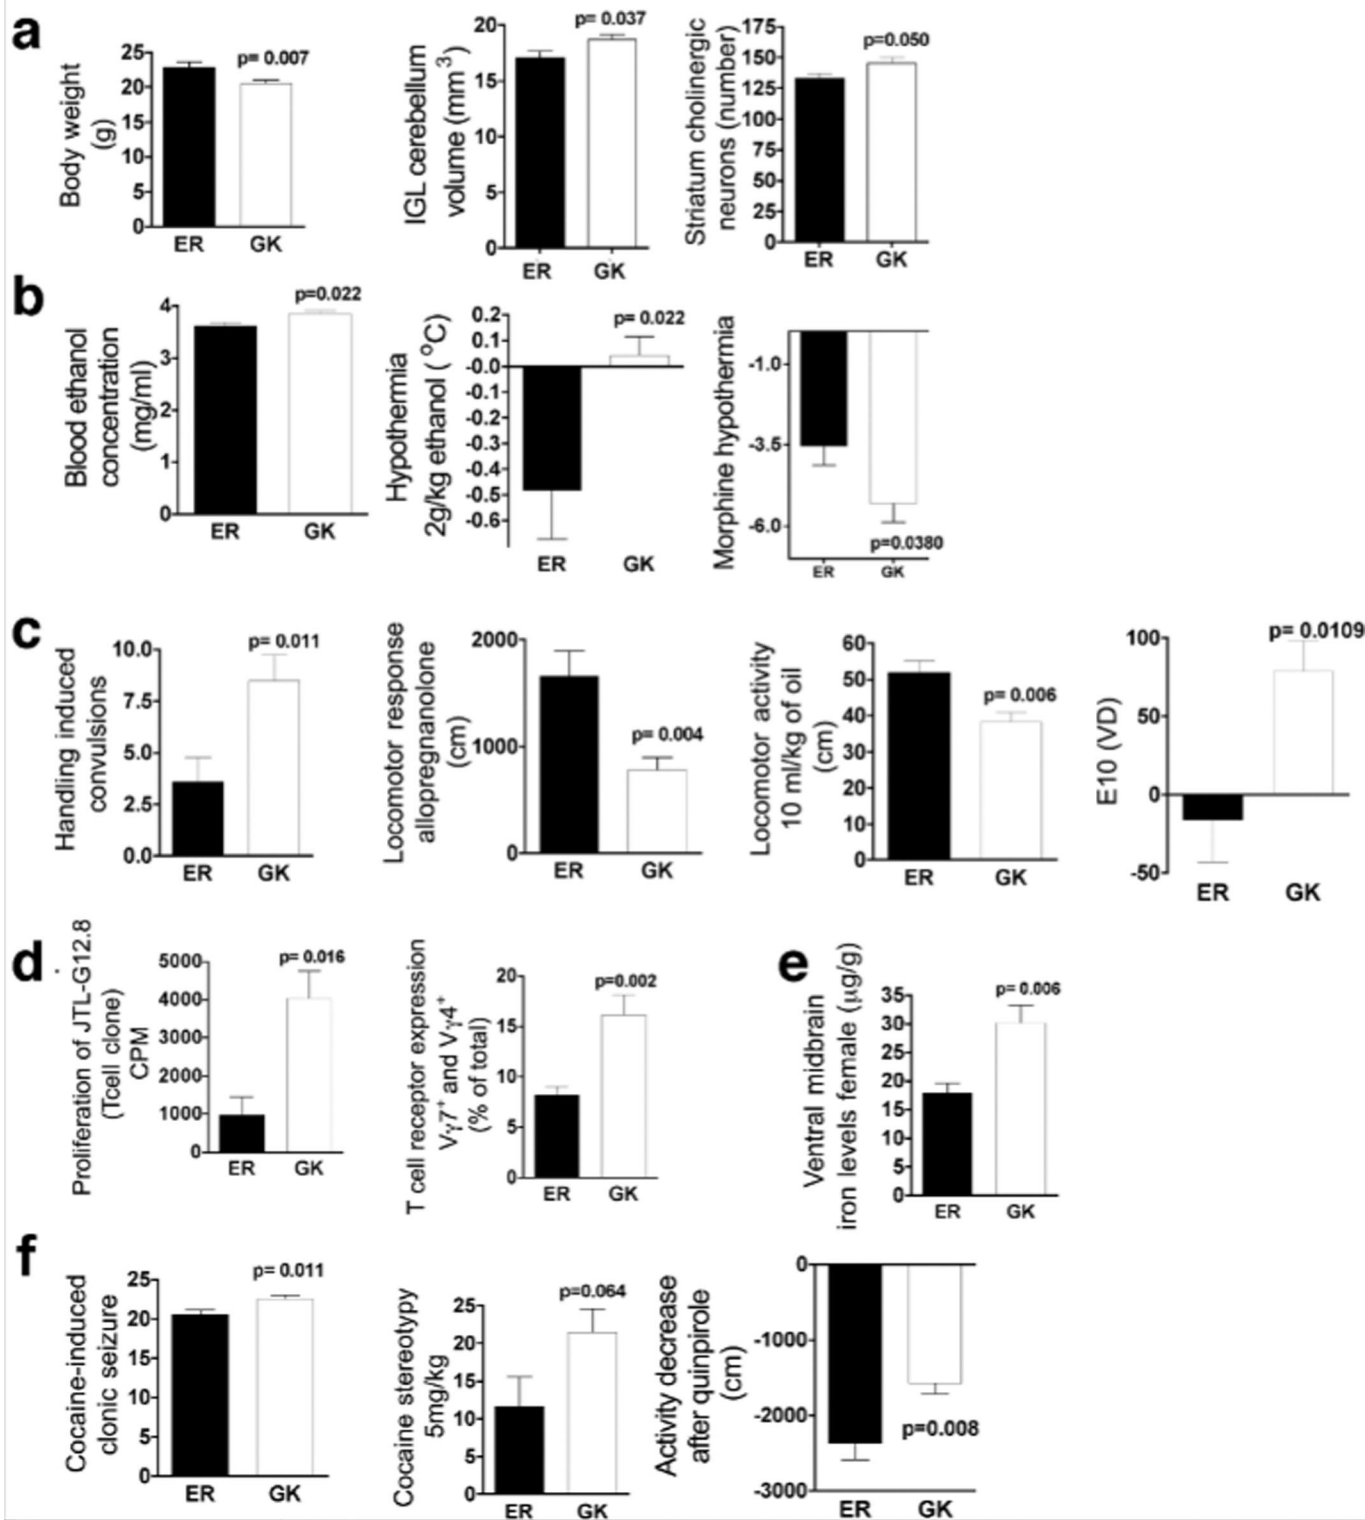 a
Body weight
(g)
25
20
15
10
5
0
p= 0.007
ER GK
IGL cerebellum
volume (mm3)
20
15
10
5
0
p= 0.037
ER GK
Striatum cholinergic
neurons (number)
175
150
125
100
75
50
25
0
p=0.050
ER GK
b
Blood ethanol
concentration
(mg/ml)
4
3
2
1
0
p=0.022
ER GK
Hypothermia
2g/kg ethanol ( oC)
0.2
0.1
-0.0
-0.1
-0.2
-0.3
-0.4
-0.5
-0.6
p= 0.022
ER GK
Morphine hypothermia
-1.0
-3.5
-6.0
p=0.0380
ER GK
c
Handling induced
convulsions
10.0
7.5
5.0
2.5
0.0
p= 0.011
ER GK
Locomotor response
allopregnanolone
(cm)
2000
1000
0
p= 0.004
ER GK
Locomotor activity
10 ml/kg of oil
(cm)
60
50
40
30
20
10
0
p= 0.006
ER GK
E10 (VD)
100
50
0
-50
p= 0.0109
ER GK
d
Proliferation of JTL-G12.8
(Tcell clone)
CPM
5000
4000
3000
2000
1000
0
p= 0.016
ER GK
T cell receptor expression
Vγ7+ and Vγ4+
(% of total)
20
15
10
5
0
p=0.002
ER GK
e
Ventral midbrain
iron levels female (µg/g)
35
30
25
20
15
10
5
0
p= 0.006
ER GK
f
Cocaine-induced
clonic seizure
25
20
15
10
5
0
p= 0.011
ER GK
Cocaine stereotypy
5mg/kg
25
20
15
10
5
0
p=0.064
ER GK
Activity decrease
after quinpirole
(cm)
0
-1000
-2000
-3000
p=0.008
ER GK